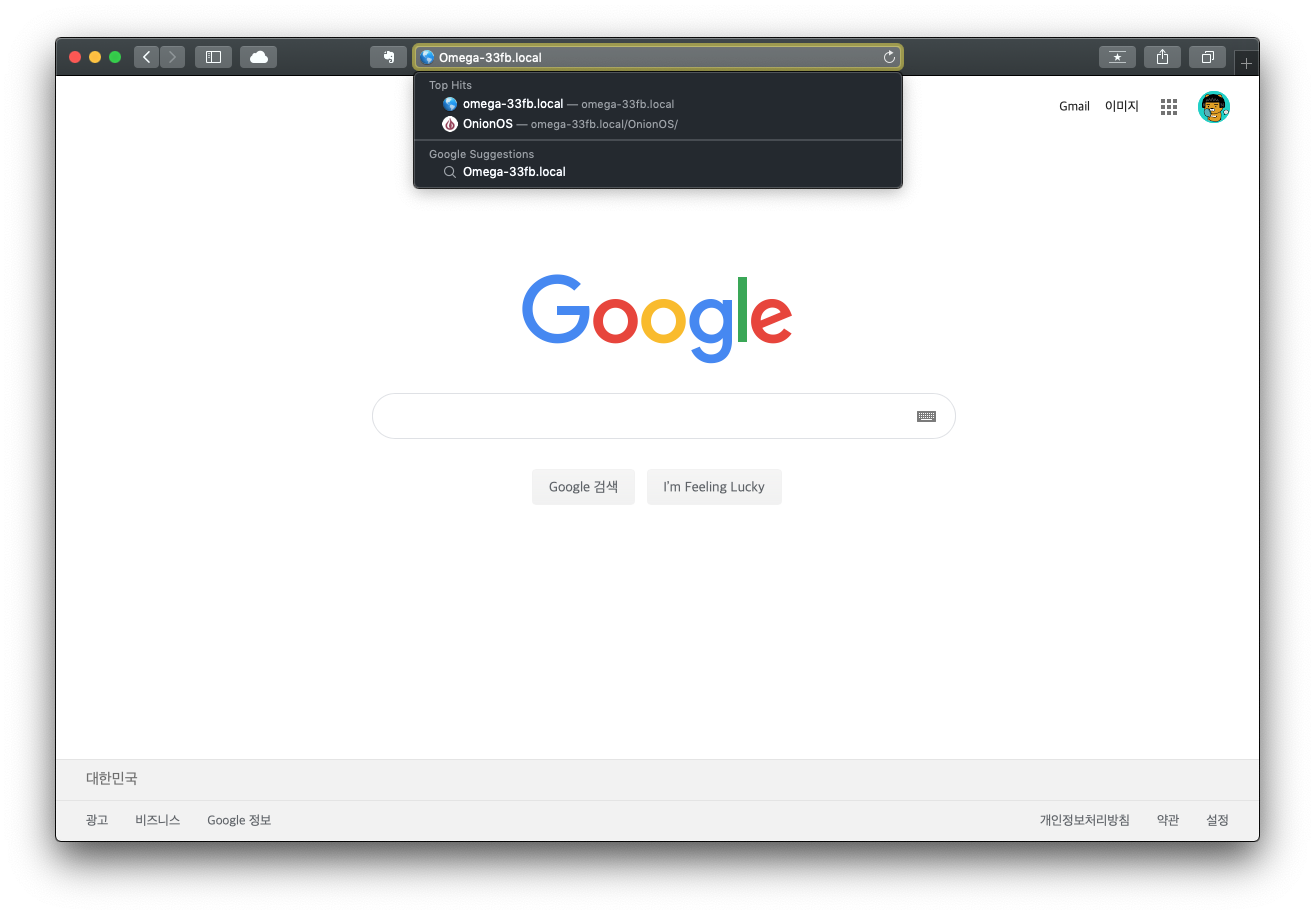 Omega-33fb.local
Top Hits
omega-33fb.local — omega-33fb.local
OnionOS — omega-33fb.local/OnionOS/
Google Suggestions
Omega-33fb.local
Gmail 이미지
Google
Google 검색 I'm Feeling Lucky
대한민국
광고 비즈니스 Google 정보 개인정보처리방침 약관 설정